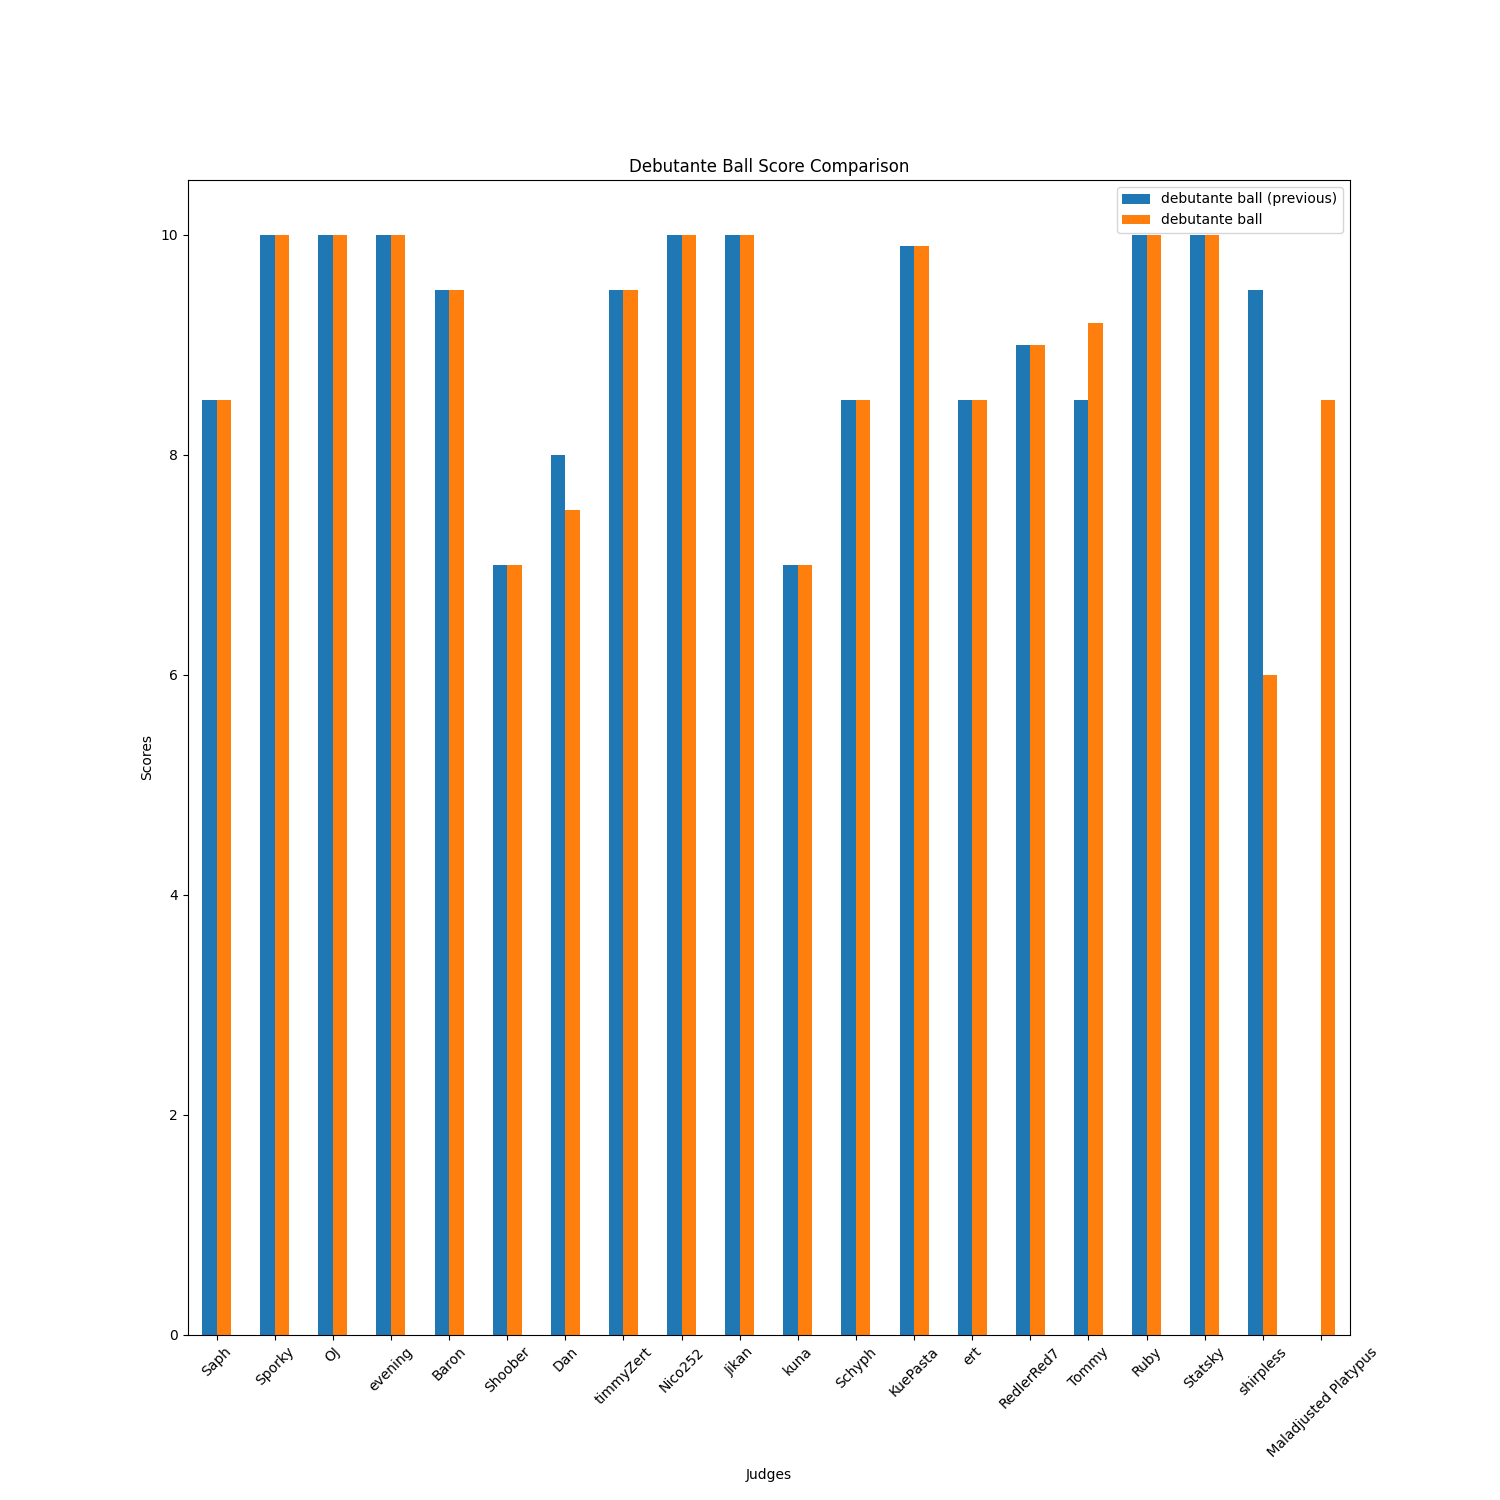 Debutante Ball Score Comparison
debutante ball (previous)
debutante ball
10
8
6
4
2
0
Scores
Saph
Sporky
OJ
evening
Baron
Shoober
Dan
timmyZert
Nico252
Jikan
kuna
Schyph
KuePasta
ert
RedlerRed7
Tommy
Ruby
Statsky
shirpless
Maladjusted Platypus
Judges